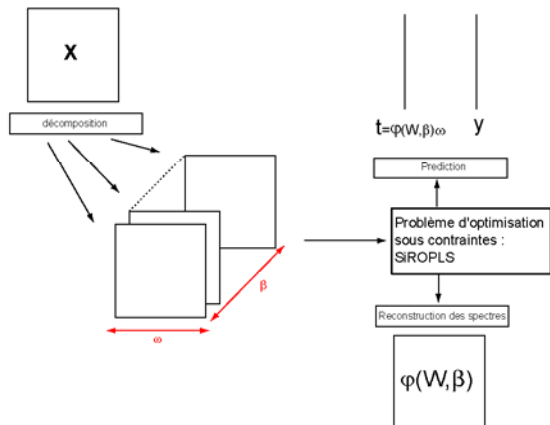 X
décomposition
β
ω
t=φ(W,β)ω
y
Prediction
Problème d'optimisation
sous contraintes :
SiROPLS
Reconstruction des spectres
φ(W,β)